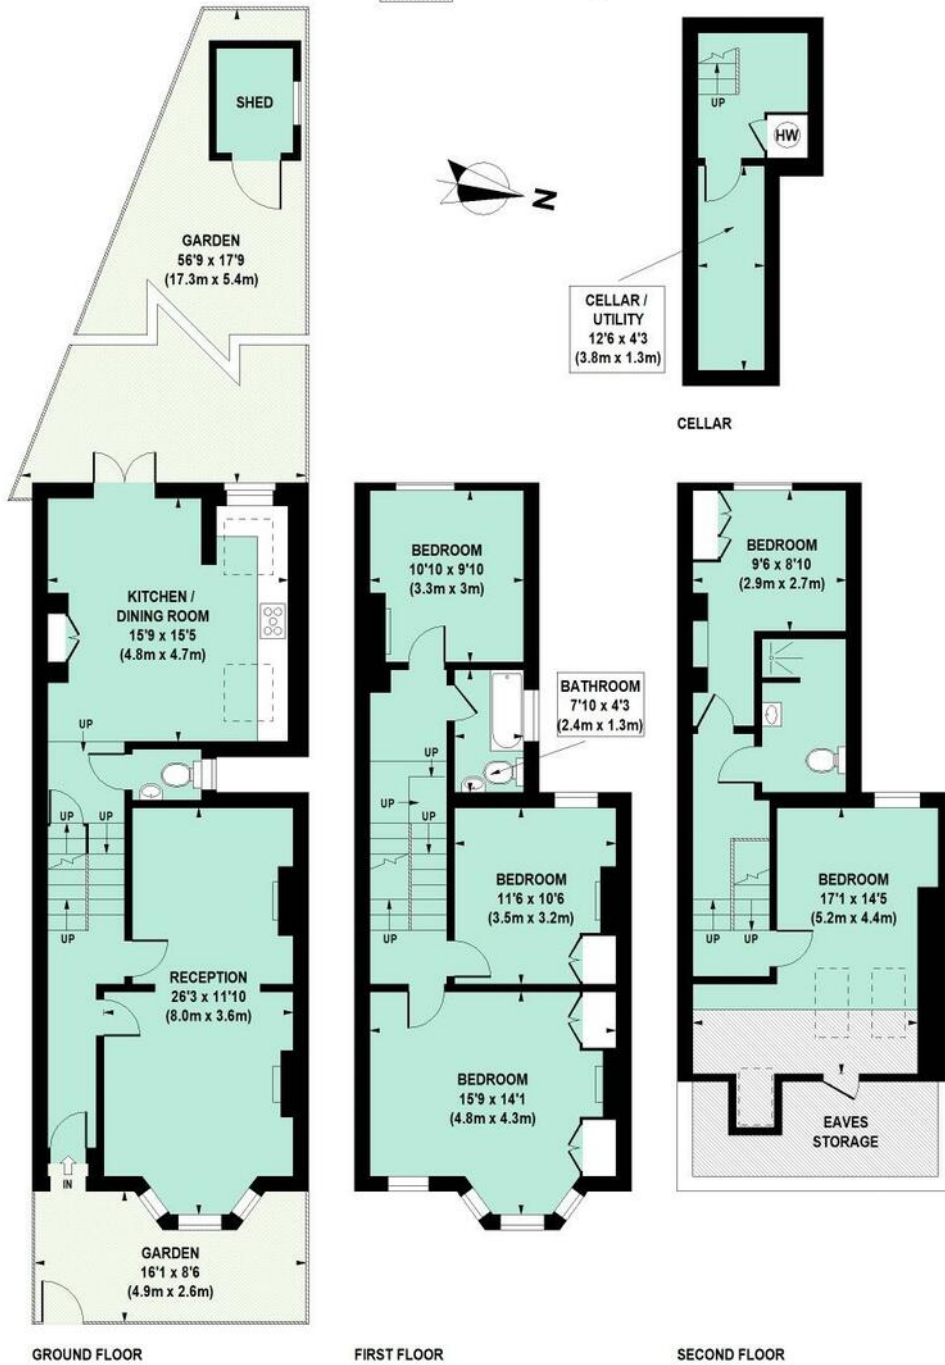 SHED
GARDEN
56'9 x 17'9
(17.3m x 5.4m)
N
UP
HW
CELLAR /
UTILITY
12'6 x 4'3
(3.8m x 1.3m)
CELLAR
KITCHEN /
DINING ROOM
15'9 x 15'5
(4.8m x 4.7m)
UP
UP
UP
UP
RECEPTION
26'3 x 11'10
(8.0m x 3.6m)
IN
GARDEN
16'1 x 8'6
(4.9m x 2.6m)
GROUND FLOOR
BEDROOM
10'10 x 9'10
(3.3m x 3m)
BATHROOM
7'10 x 4'3
(2.4m x 1.3m)
UP
UP
UP
UP
BEDROOM
11'6 x 10'6
(3.5m x 3.2m)
BEDROOM
15'9 x 14'1
(4.8m x 4.3m)
FIRST FLOOR
BEDROOM
9'6 x 8'10
(2.9m x 2.7m)
BEDROOM
17'1 x 14'5
(5.2m x 4.4m)
UP
UP
EAVES
STORAGE
SECOND FLOOR